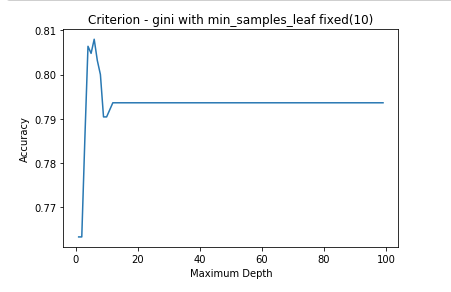 Criterion - gini with min_samples_leaf fixed(10)
0.81
0.80
0.79
0.78
0.77
Accuracy
0 20 40 60 80 100
Maximum Depth